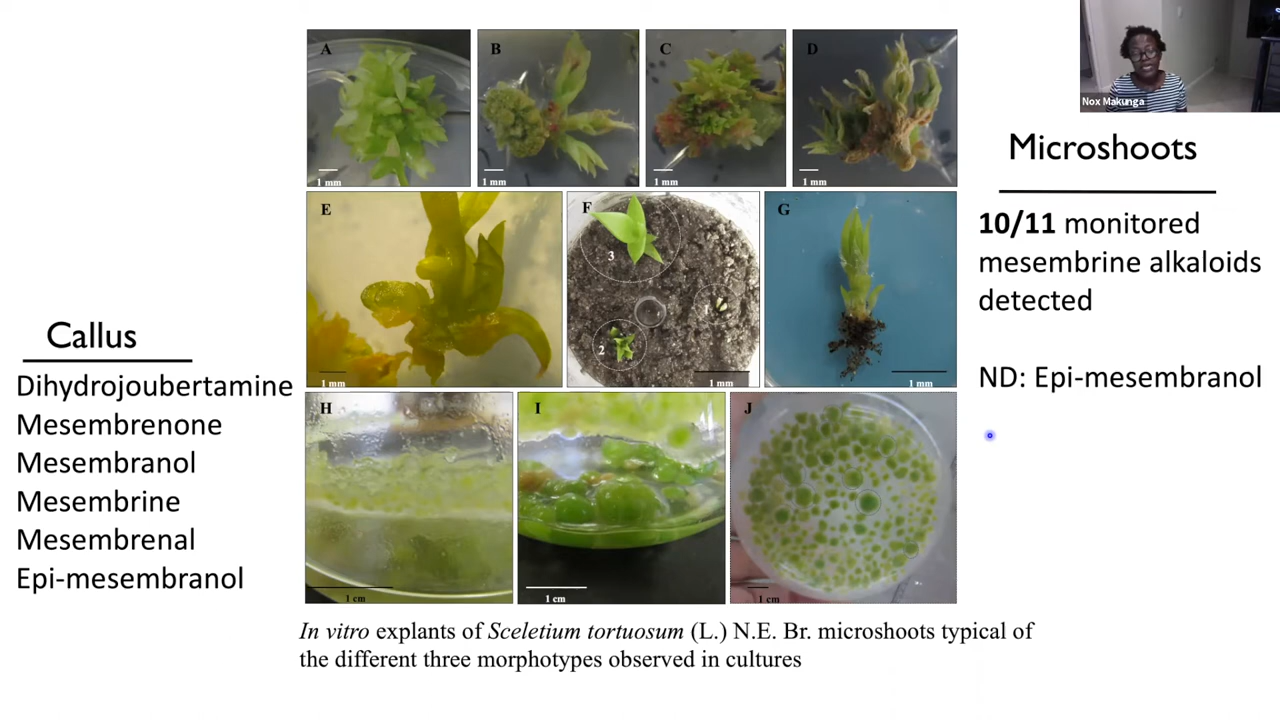 A
B
C
D
1 mm
1 mm
1 mm
1 mm
Nox Makunga
Microshoots
10/11 monitored
mesembrine alkaloids
detected
ND: Epi-mesembranol
E
F
G
3
2
1
1 mm
1 mm
1 mm
Callus
Dihydrojoubertamine
Mesembrenone
Mesembranol
Mesembrine
Mesembrenal
Epi-mesembranol
H
I
J
1 cm
1 cm
1 cm
In vitro explants of Sceletium tortuosum (L.) N.E. Br. microshoots typical of
the different three morphotypes observed in cultures